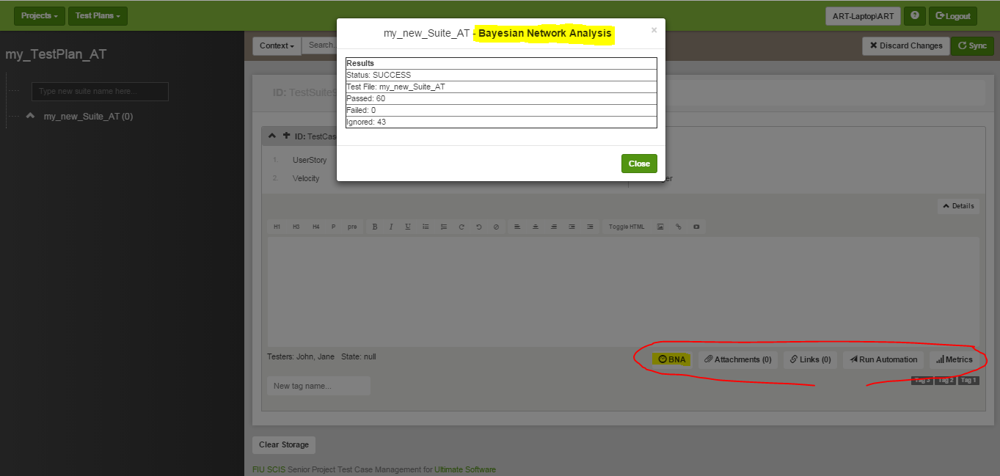 Projects Test Plans ART-Laptop\ART Logout
my_TestPlan_AT
Type new suite name here...
my_new_Suite_AT (0)
Context Search... Discard Changes Sync
my_new_Suite_AT - Bayesian Network Analysis
×
Results
Status: SUCCESS
Test File: my_new_Suite_AT
Passed: 60
Failed: 0
Ignored: 43
Close
ID: TestSuite
ID: TestCas
1. UserStory
2. Velocity
er
Details
H1 H3 H4 P pre B I U Toggle HTML
Testers: John, Jane State: null
BNA Attachments (0) Links (0) Run Automation Metrics
New tag name...
Tag 3 Tag 2 Tag 1
Clear Storage
FIU SCIS Senior Project Test Case Management for Ultimate Software